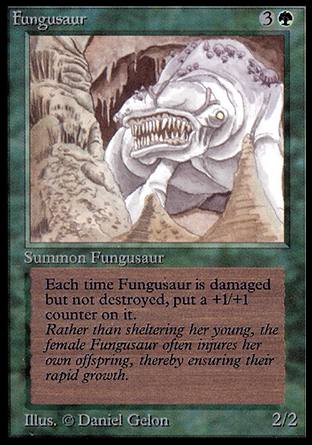 Fungusaur 3
Summon Fungusaur
Each time Fungusaur is damaged
but not destroyed, put a +1/+1
counter on it.
Rather than sheltering her young, the
female Fungusaur often injures her
own offspring, thereby ensuring their
rapid growth.
Illus. © Daniel Gelon 2/2